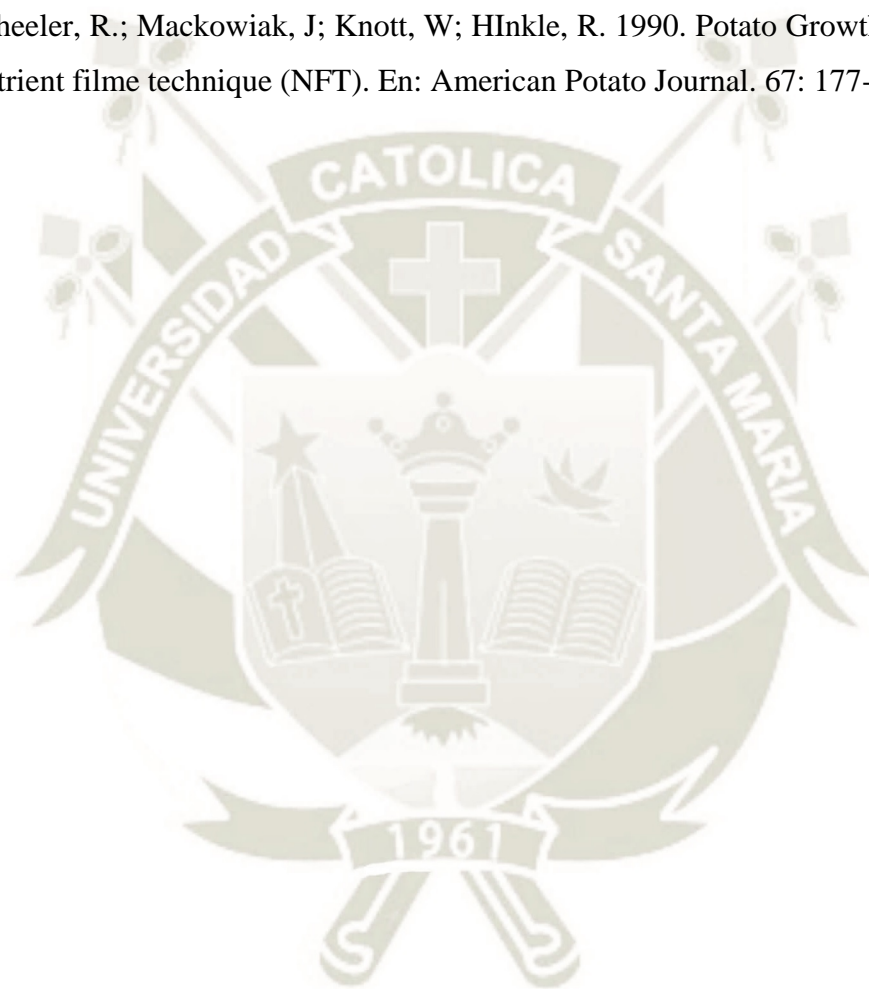 heeler, R.; Mackowiak, J; Knott, W; HInkle, R. 1990. Potato Growth
trient filme technique (NFT). En: American Potato Journal. 67: 177-
CATOLICA
UNIVERSIDAD
SANTA MARIA
1961